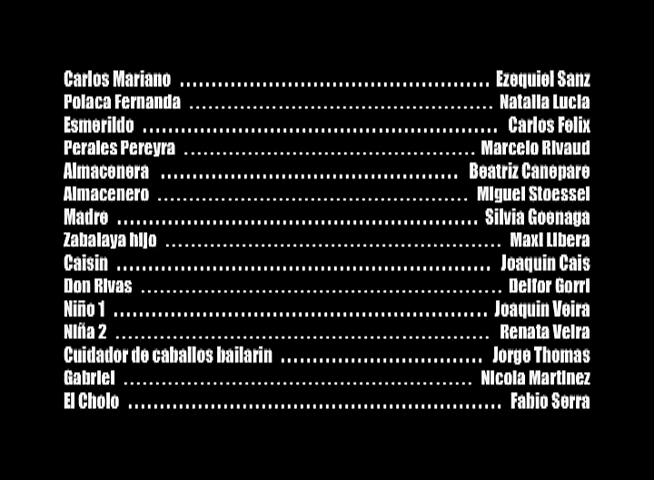 Carlos Mariano ................................................ Ezequiel Sanz
Polaca Fernanda ............................................... Natalia Lucia
Esmerildo ...................................................... Carlos Felix
Perales Pereyra ............................................. Marcelo Rivaud
Almacenera .............................................. Beatriz Canepare
Almacenero ................................................ Miguel Stoessel
Madre ........................................................ Silvia Goenaga
Zabalaya hijo .................................................. Maxi Libera
Caisin ........................................................ Joaquin Cais
Don Rivas ...................................................... Delfor Gorri
Niño 1 ........................................................ Joaquin Veira
Niña 2 ........................................................ Renata Veira
Cuidador de caballos bailarin ............................... Jorge Thomas
Gabriel ..................................................... Nicola Martinez
El Cholo ........................................................ Fabio Serra